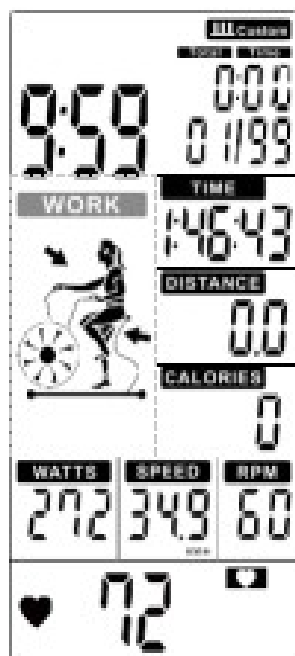 Custom
Total Time
0:00
9:59
01/99
WORK
TIME
1:46:43
DISTANCE
0.0
CALORIES
0
WATTS SPEED RPM
272 34.9 60
72